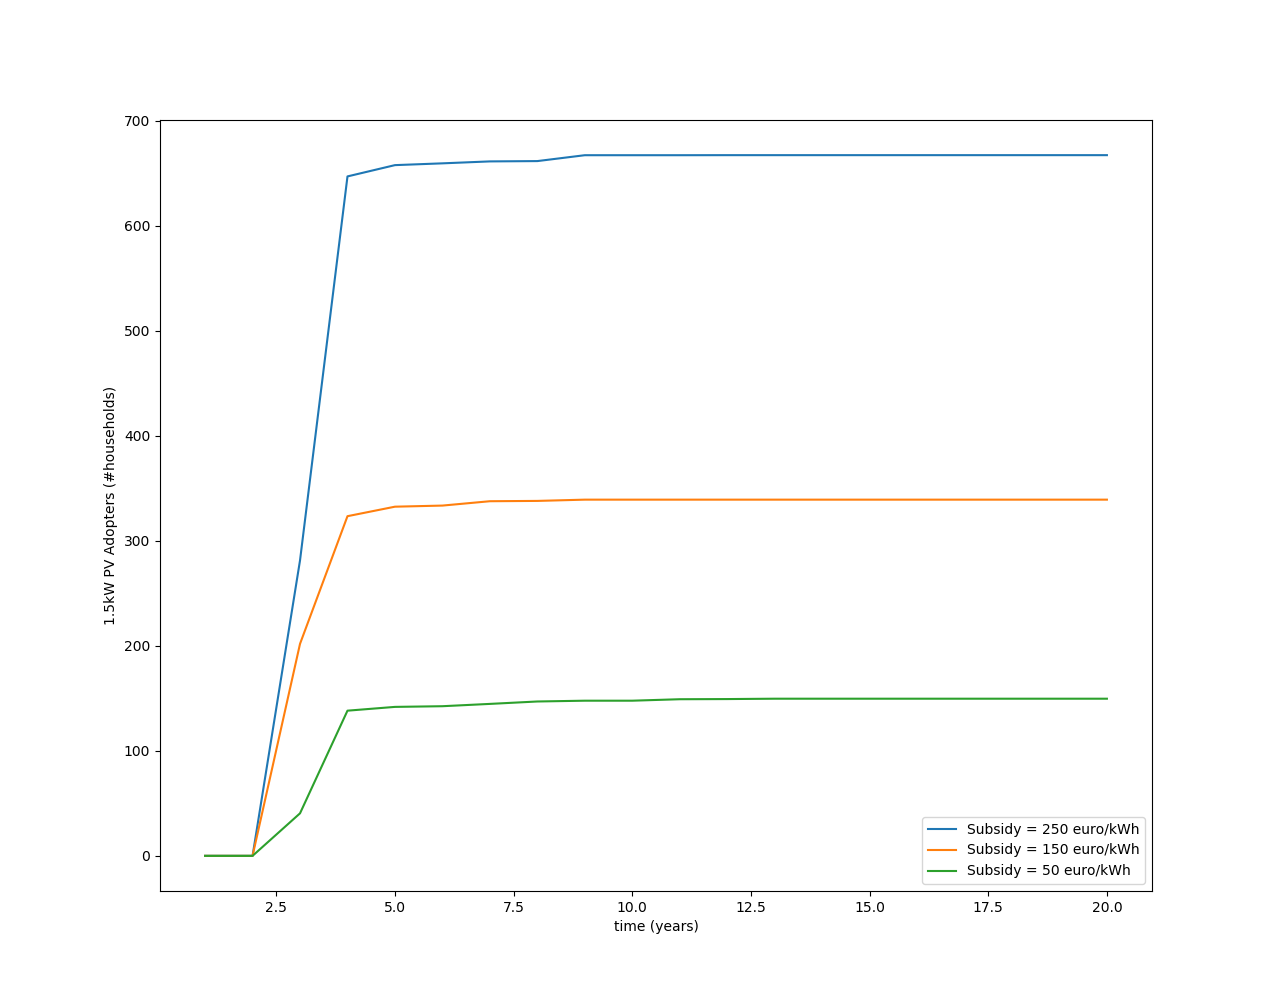 700
600
500
400
300
200
100
0
1.5kW PV Adopters (#households)
Subsidy = 250 euro/kWh
Subsidy = 150 euro/kWh
Subsidy = 50 euro/kWh
2.5 5.0 7.5 10.0 12.5 15.0 17.5 20.0
time (years)